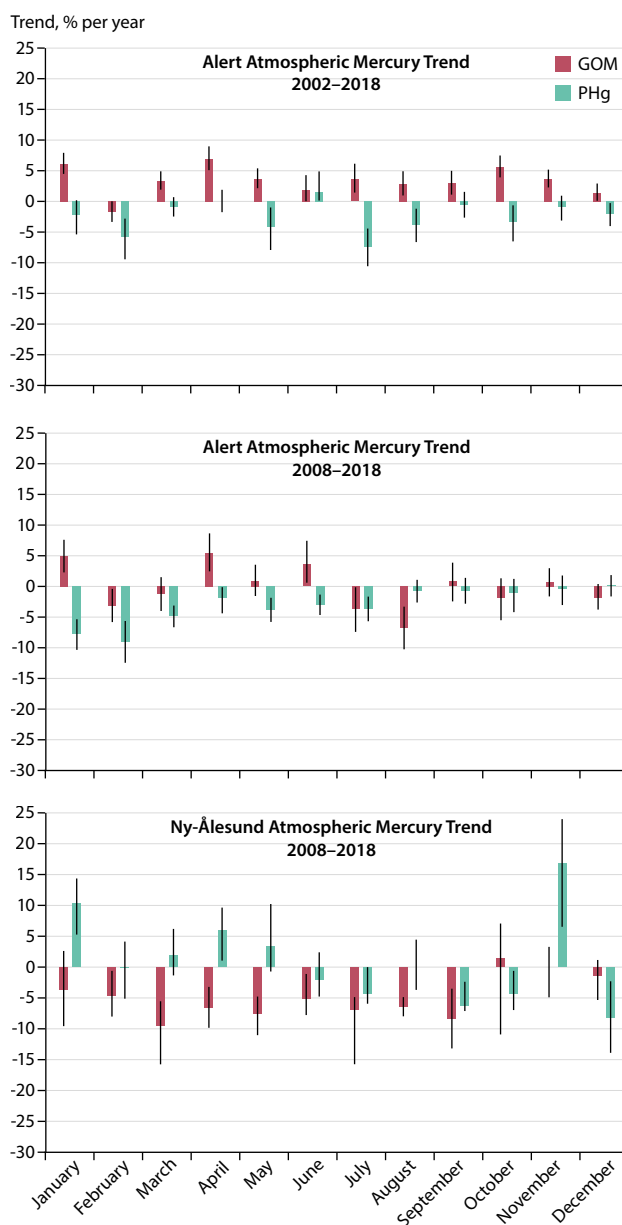 Trend, % per year
25
20
15
10
5
0
-5
-10
-15
-20
-25
-30
Alert Atmospheric Mercury Trend
2002–2018
GOM
PHg
25
20
15
10
5
0
-5
-10
-15
-20
-25
-30
Alert Atmospheric Mercury Trend
2008–2018
25
20
15
10
5
0
-5
-10
-15
-20
-25
-30
Ny-Ålesund Atmospheric Mercury Trend
2008–2018
January
February
March
April
May
June
July
August
September
October
November
December